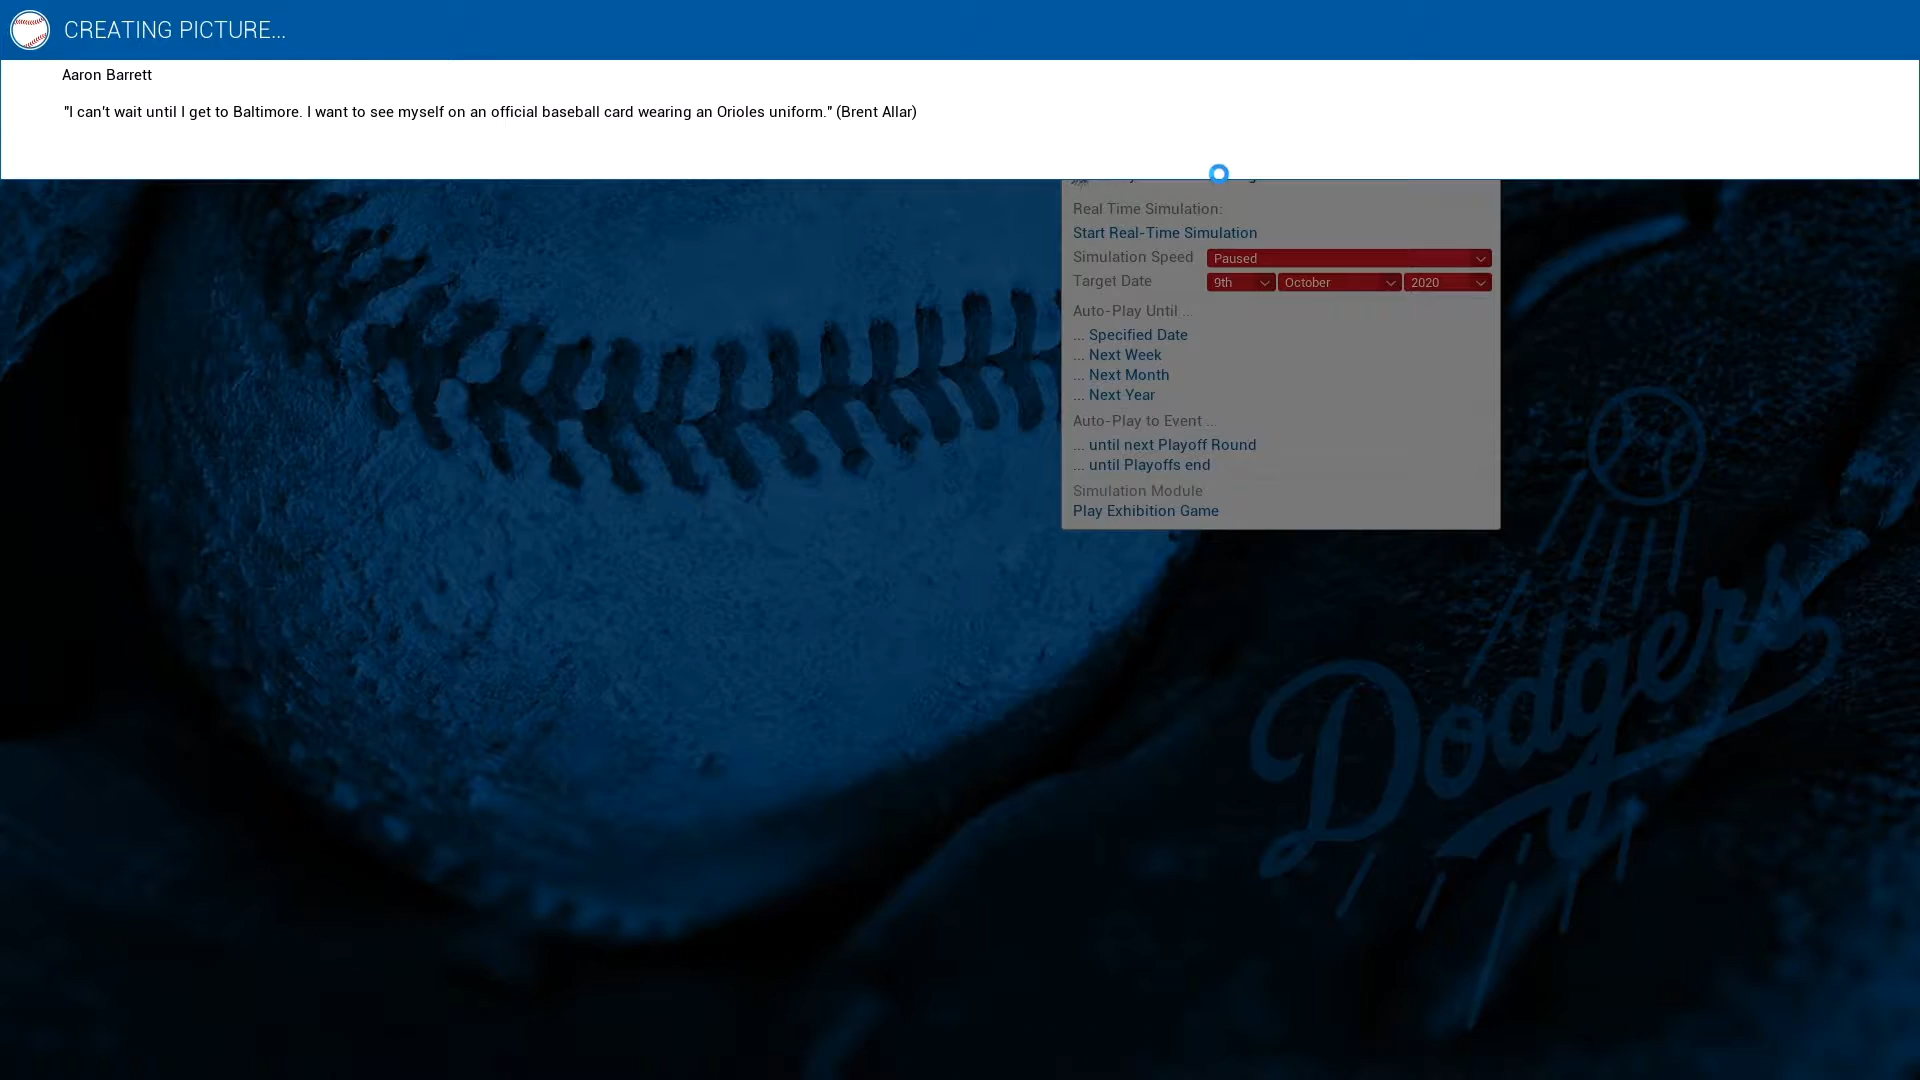 CREATING PICTURE...
Aaron Barrett
"I can't wait until I get to Baltimore. I want to see myself on an official baseball card wearing an Orioles uniform." (Brent Allar)
Real Time Simulation:
Start Real-Time Simulation
Simulation Speed Paused
Target Date 9th October 2020
Auto-Play Until ...
... Specified Date
... Next Week
... Next Month
... Next Year
Auto-Play to Event ...
... until next Playoff Round
... until Playoffs end
Simulation Module
Play Exhibition Game
Dodgers